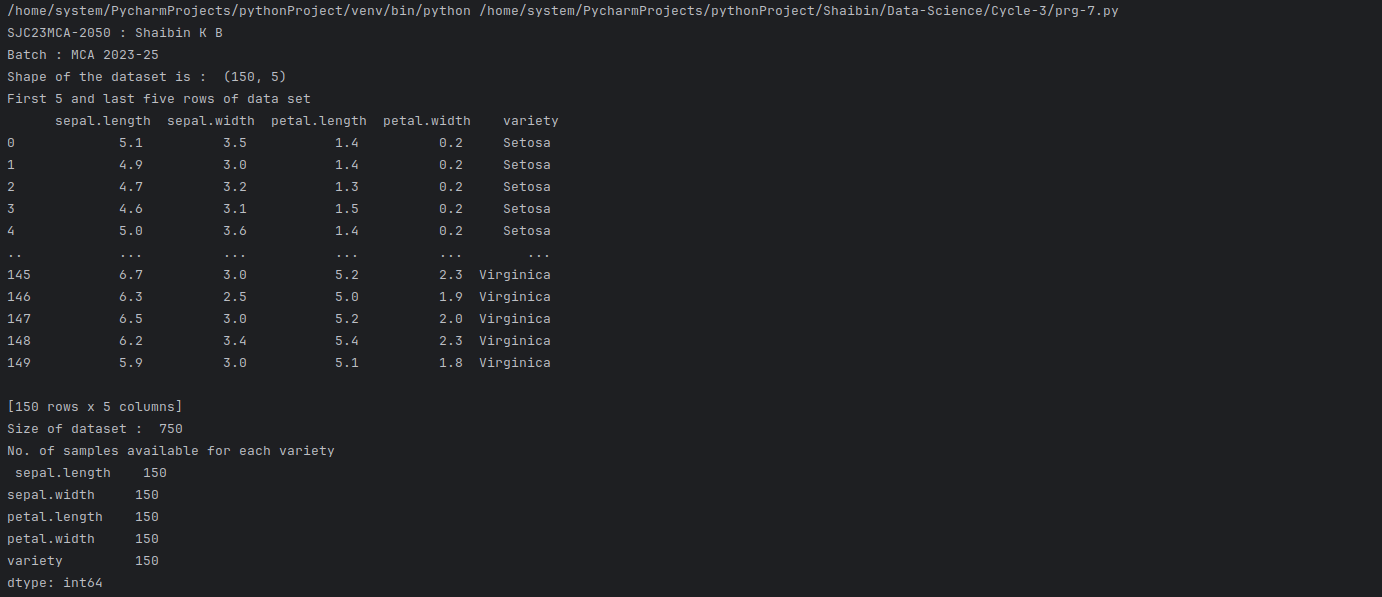 /home/system/PycharmProjects/pythonProject/venv/bin/python /home/system/PycharmProjects/pythonProject/Shaibin/Data-Science/Cycle-3/prg-7.py
SJC23MCA-2050 : Shaibin K B
Batch : MCA 2023-25
Shape of the dataset is :  (150, 5)
First 5 and last five rows of data set
      sepal.length  sepal.width  petal.length  petal.width    variety
0             5.1          3.5           1.4          0.2     Setosa
1             4.9          3.0           1.4          0.2     Setosa
2             4.7          3.2           1.3          0.2     Setosa
3             4.6          3.1           1.5          0.2     Setosa
4             5.0          3.6           1.4          0.2     Setosa
..            ...          ...           ...          ...        ...
145           6.7          3.0           5.2          2.3  Virginica
146           6.3          2.5           5.0          1.9  Virginica
147           6.5          3.0           5.2          2.0  Virginica
148           6.2          3.4           5.4          2.3  Virginica
149           5.9          3.0           5.1          1.8  Virginica

[150 rows x 5 columns]
Size of dataset :  750
No. of samples available for each variety
 sepal.length    150
sepal.width     150
petal.length    150
petal.width     150
variety         150
dtype: int64